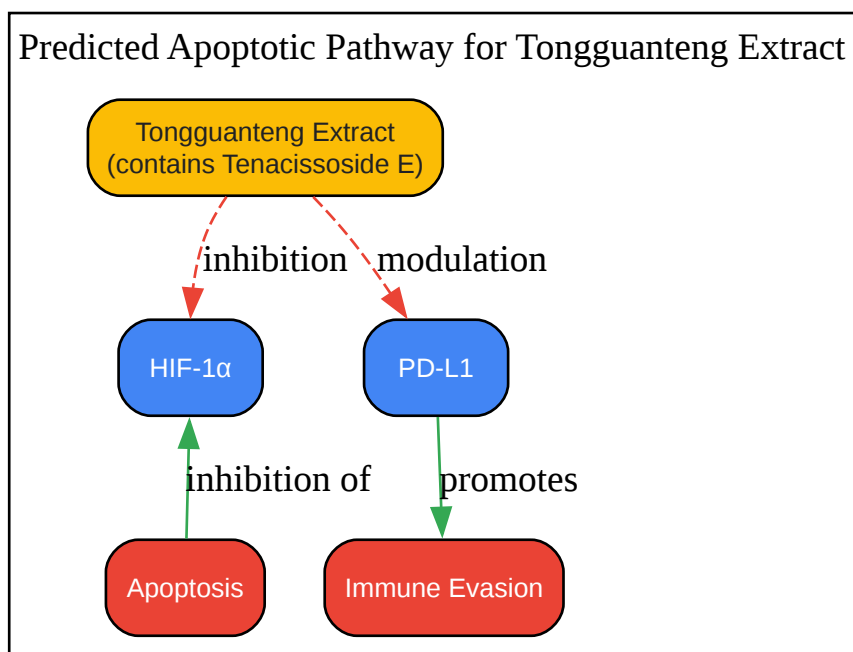 Predicted Apoptotic Pathway for Tongguanteng Extract
Tongguanteng Extract
(contains Tenacissoside E)
inhibition
modulation
HIF-1α
PD-L1
inhibition of
promotes
Apoptosis
Immune Evasion